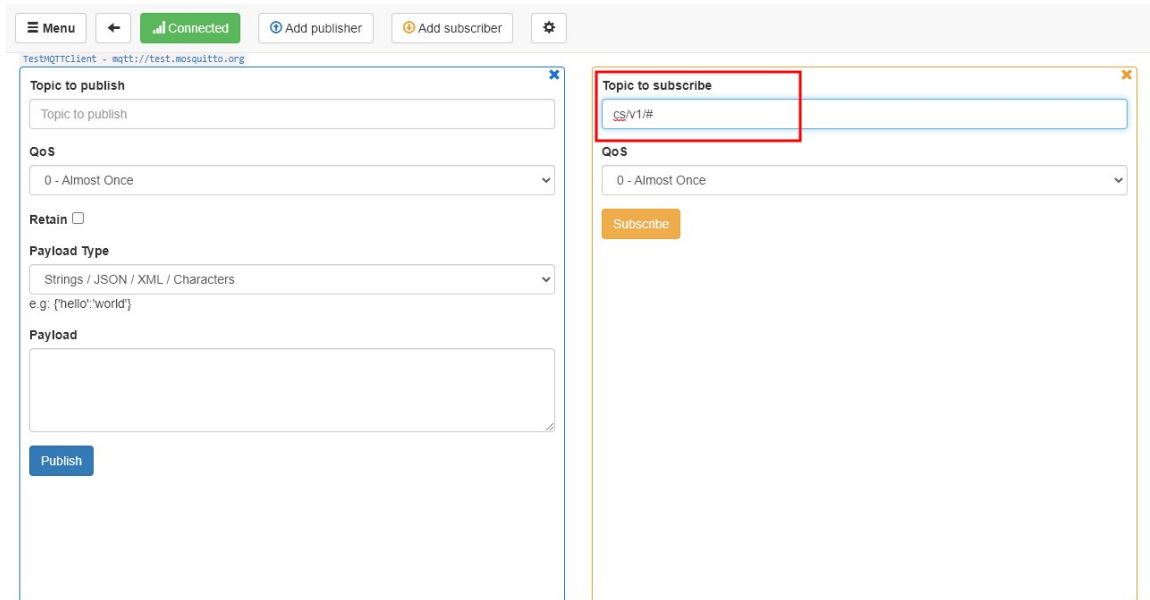 Menu
Connected
Add publisher
Add subscriber
TestMQTTClient - mqtt://test.mosquitto.org
Topic to publish
Topic to publish
QoS
0 - Almost Once
Retain
Payload Type
Strings / JSON / XML / Characters
e.g: {'hello':'world'}
Payload
Publish
Topic to subscribe
cs/v1/#
QoS
0 - Almost Once
Subscribe